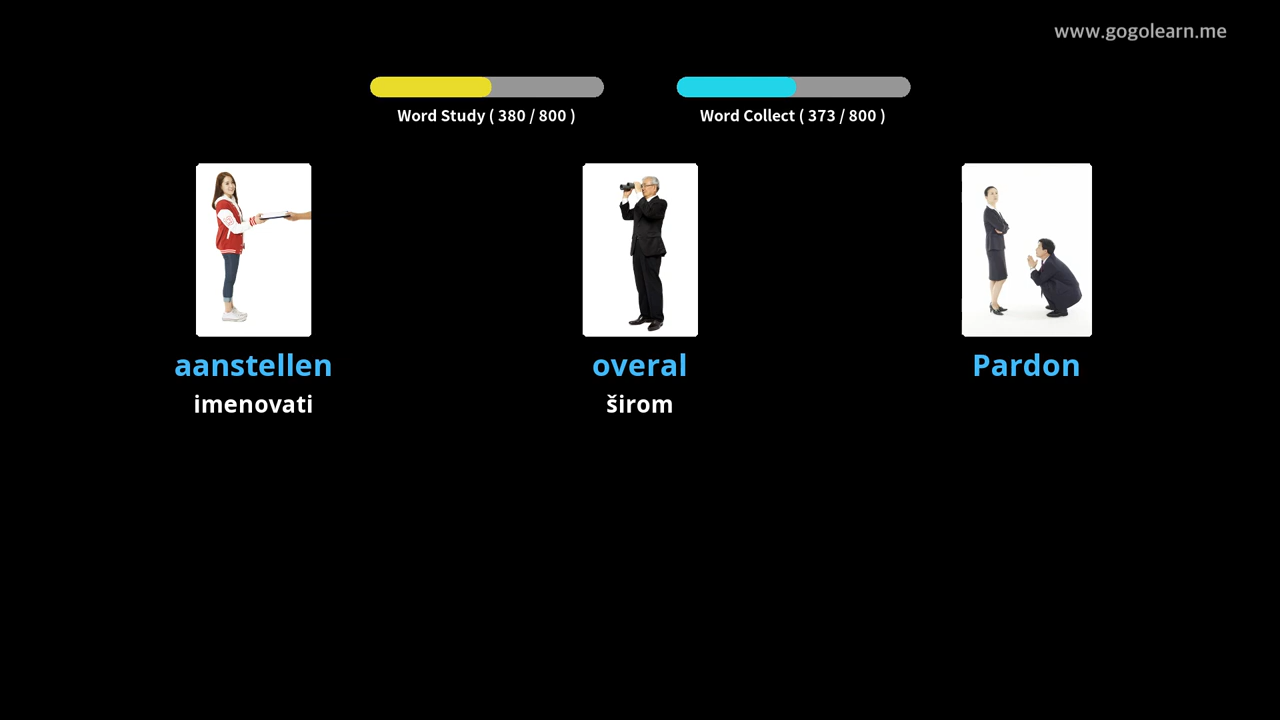 www.gogolearn.me
Word Study ( 380 / 800 )
Word Collect ( 373 / 800 )
aanstellen
imenovati
overal
širom
Pardon